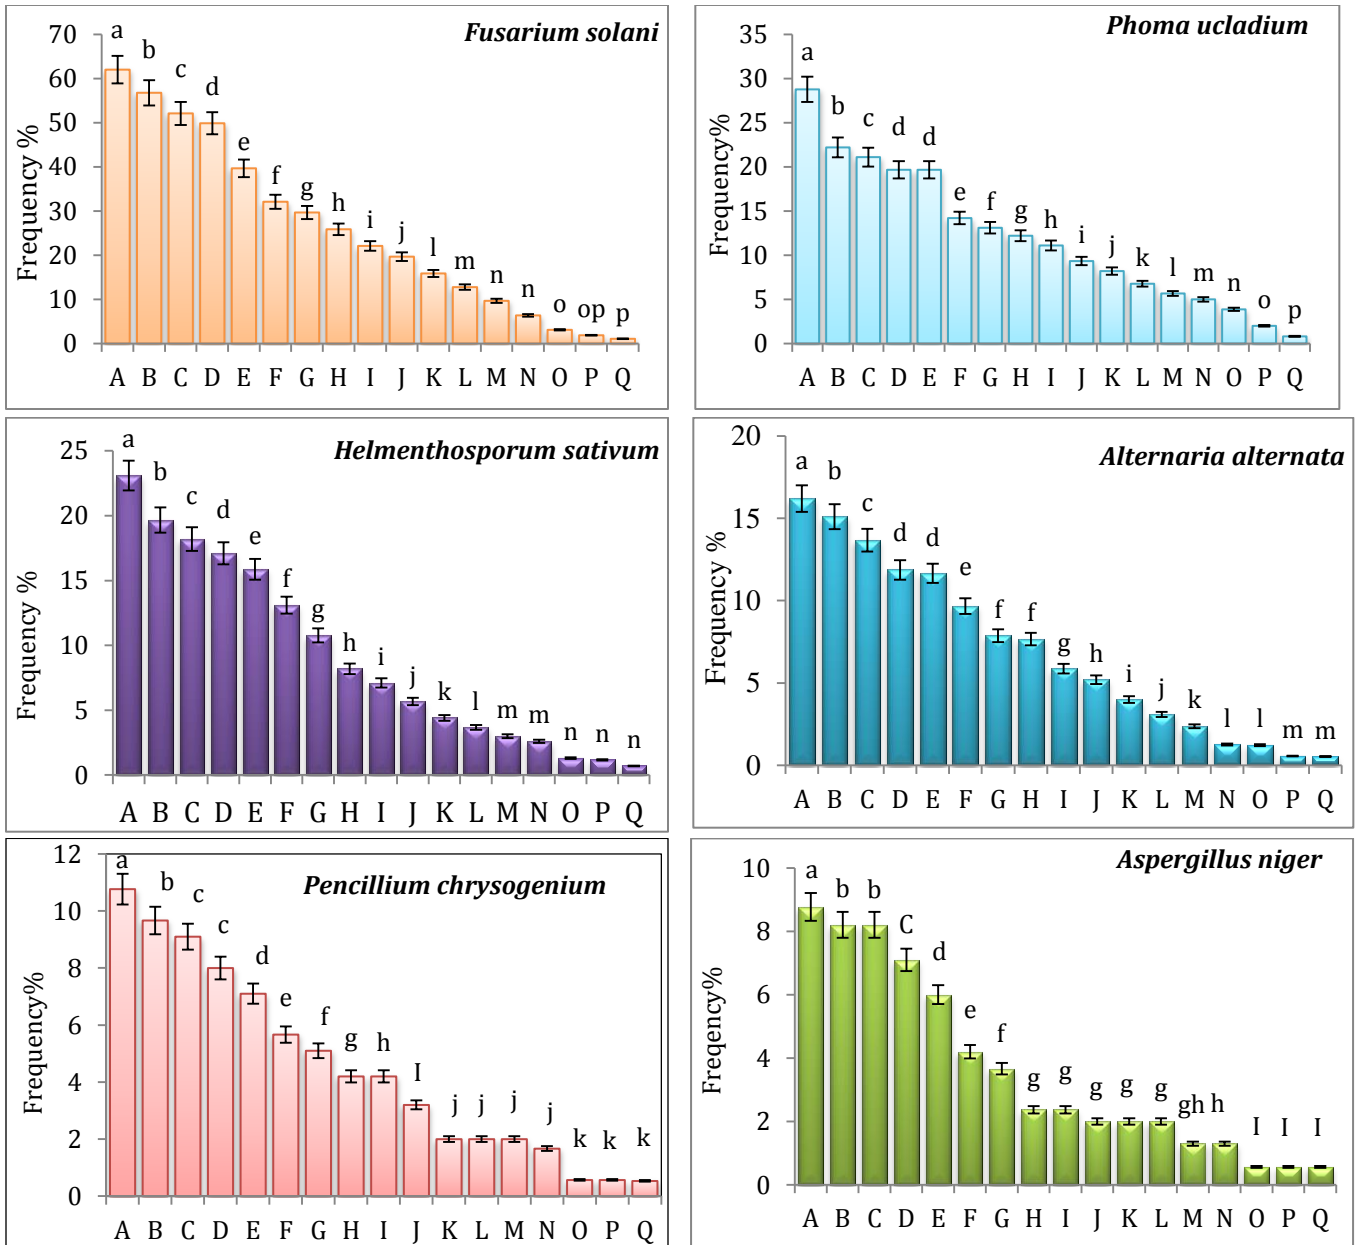 Fusarium solani
Frequency %
70
60
50
40
30
20
10
0
a b c d e f g h i j l m n n o op p
A B C D E F G H I J K L M N O P Q
Phoma ucladium
Frequency%
35
30
25
20
15
10
5
0
a b c d d e f g h i j k l m n o p
A B C D E F G H I J K L M N O P Q
Helmenthosporum sativum
Frequency %
25
20
15
10
5
0
a b c d e f g h i j k l m m n n n
A B C D E F G H I J K L M N O P Q
Alternaria alternata
Frequency %
20
15
10
5
0
a b c d d e f f g h i j k l l m m
A B C D E F G H I J K L M N O P Q
Pencillium chrysogenium
Frequency%
12
10
8
6
4
2
0
a b c c d e f g h I j j j j k k k
A B C D E F G H I J K L M N O P Q
Aspergillus niger
Freqency%
10
8
6
4
2
0
a b b C d e f g g g g g gh h I I I
A B C D E F G H I J K L M N O P Q